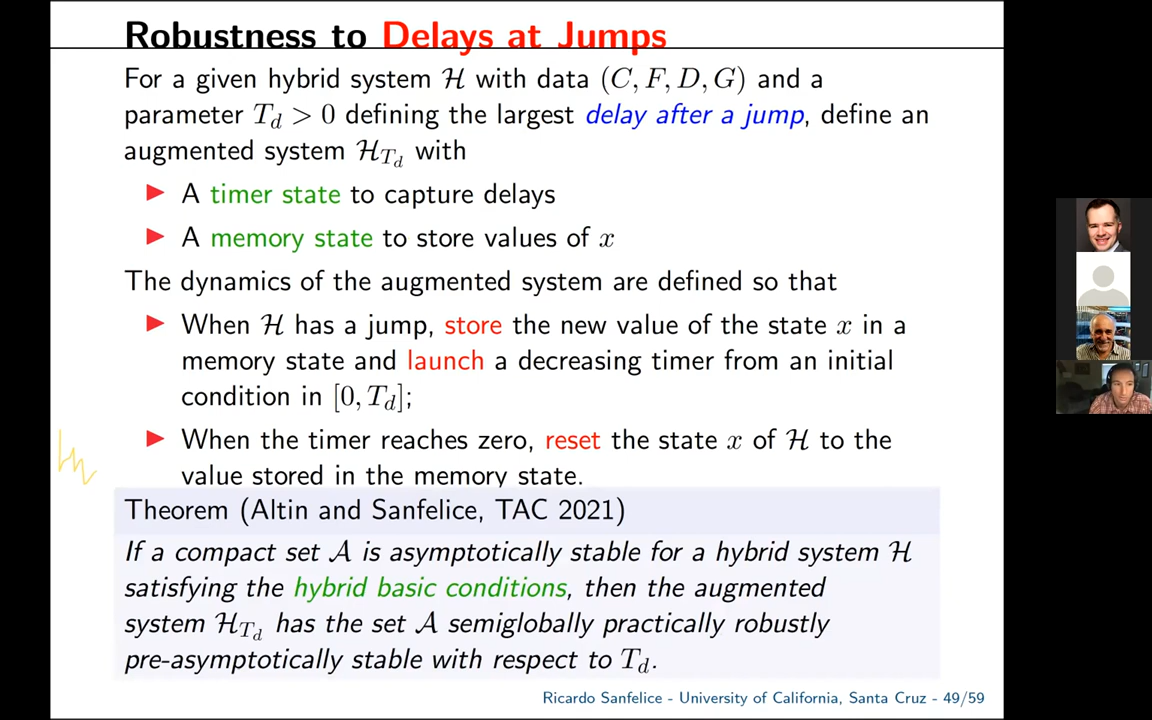 Robustness to Delays at Jumps
For a given hybrid system ℋ with data (C, F, D, G) and a
parameter T_d > 0 defining the largest delay after a jump, define an
augmented system ℋ_{T_d} with
▶ A timer state to capture delays
▶ A memory state to store values of x
The dynamics of the augmented system are defined so that
▶ When ℋ has a jump, store the new value of the state x in a
memory state and launch a decreasing timer from an initial
condition in [0, T_d];
▶ When the timer reaches zero, reset the state x of ℋ to the
value stored in the memory state.
Theorem (Altin and Sanfelice, TAC 2021)
If a compact set 𝒜 is asymptotically stable for a hybrid system ℋ
satisfying the hybrid basic conditions, then the augmented
system ℋ_{T_d} has the set 𝒜 semiglobally practically robustly
pre-asymptotically stable with respect to T_d.
Ricardo Sanfelice - University of California, Santa Cruz - 49/59